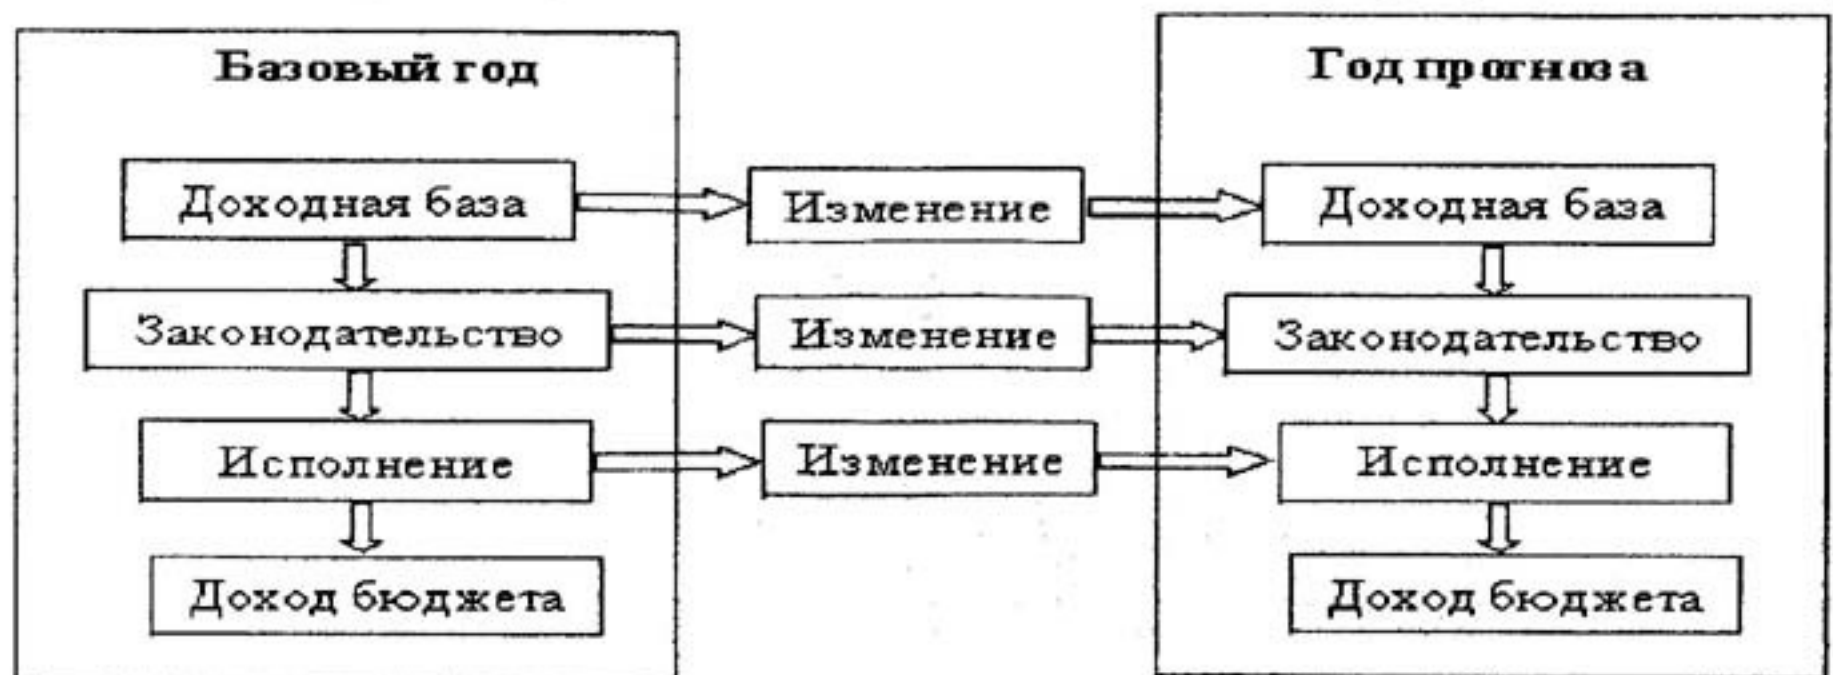 Базовый год
Год прогноза
Доходная база
Изменение
Доходная база
Законодательство
Изменение
Законодательство
Исполнение
Изменение
Исполнение
Доход бюджета
Доход бюджета